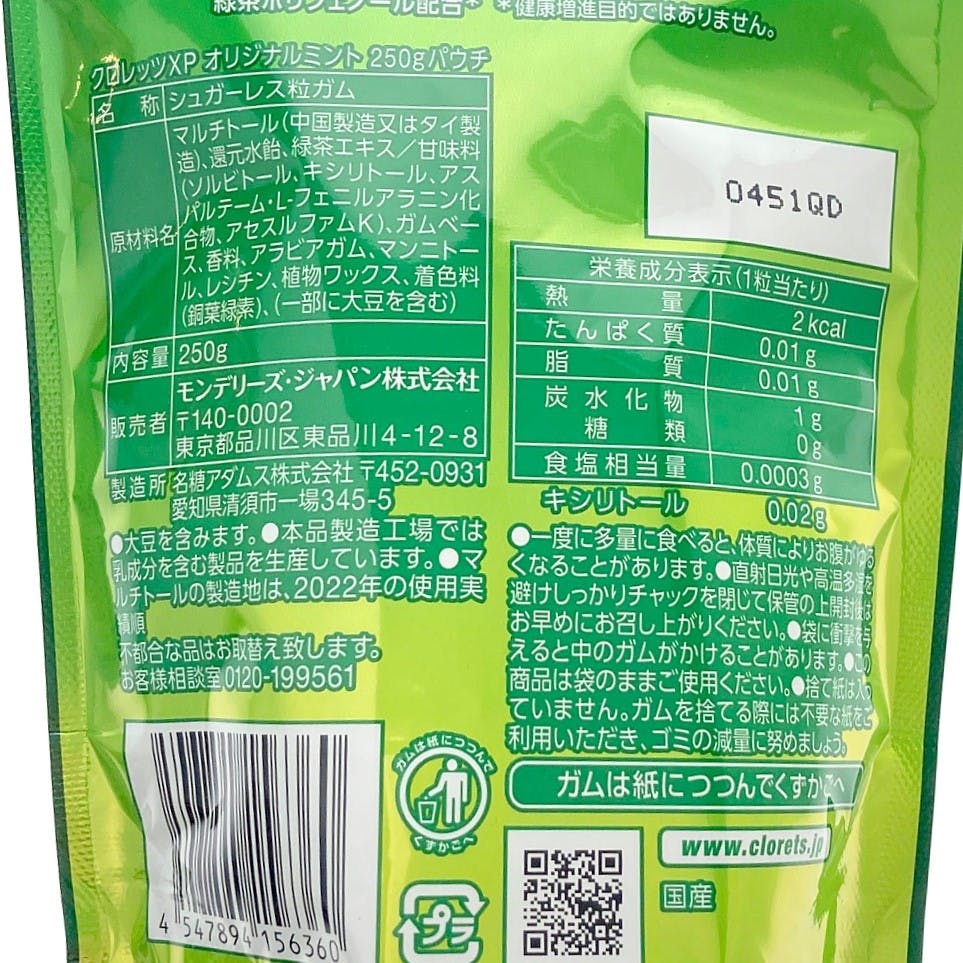 緑茶ポリフェノール配合* *健康増進目的ではありません。
クロレッツXP オリジナルミント 250gパウチ
名 称 シュガーレス粒ガム
原材料名 マルチトール(中国製造又はタイ製
造)、還元水飴、緑茶エキス/甘味料
(ソルビトール、キシリトール、アス
パルテーム・L-フェニルアラニン化
合物、アセスルファムK)、ガムベー
ス、香料、アラビアガム、マンニトー
ル、レシチン、植物ワックス、着色料
(銅葉緑素)、(一部に大豆を含む)
内容量 250g
販売者 モンデリーズ・ジャパン株式会社
〒140-0002
東京都品川区東品川4-12-8
製造所 名糖アダムス株式会社 〒452-0931
愛知県清須市一場345-5
●大豆を含みます。●本品製造工場では
乳成分を含む製品を生産しています。●マ
ルチトールの製造地は、2022年の使用実
績順
不都合な品はお取替え致します。
お客様相談室 0120-199561
4 547894 156360
ガムは紙につつんで
くずかごへ
プラ
0451QD
栄養成分表示(1粒当たり)
熱 量 2kcal
たんぱく質 0.01g
脂 質 0.01g
炭水化物 1g
糖 類 0g
食塩相当量 0.0003g
キシリトール 0.02g
●一度に多量に食べると、体質によりお腹がゆる
くなることがあります。●直射日光や高温多湿を
避けしっかりチャックを閉じて保管の上開封後は
お早めにお召し上がりください。●袋に衝撃を与
えると中のガムがかけることがあります。●この
商品は袋のままご使用ください。●捨て紙は入っ
ていません。ガムを捨てる際には不要な紙をご
利用いただき、ゴミの減量に努めましょう。
ガムは紙につつんでくずかごへ
www.clorets.jp
国産